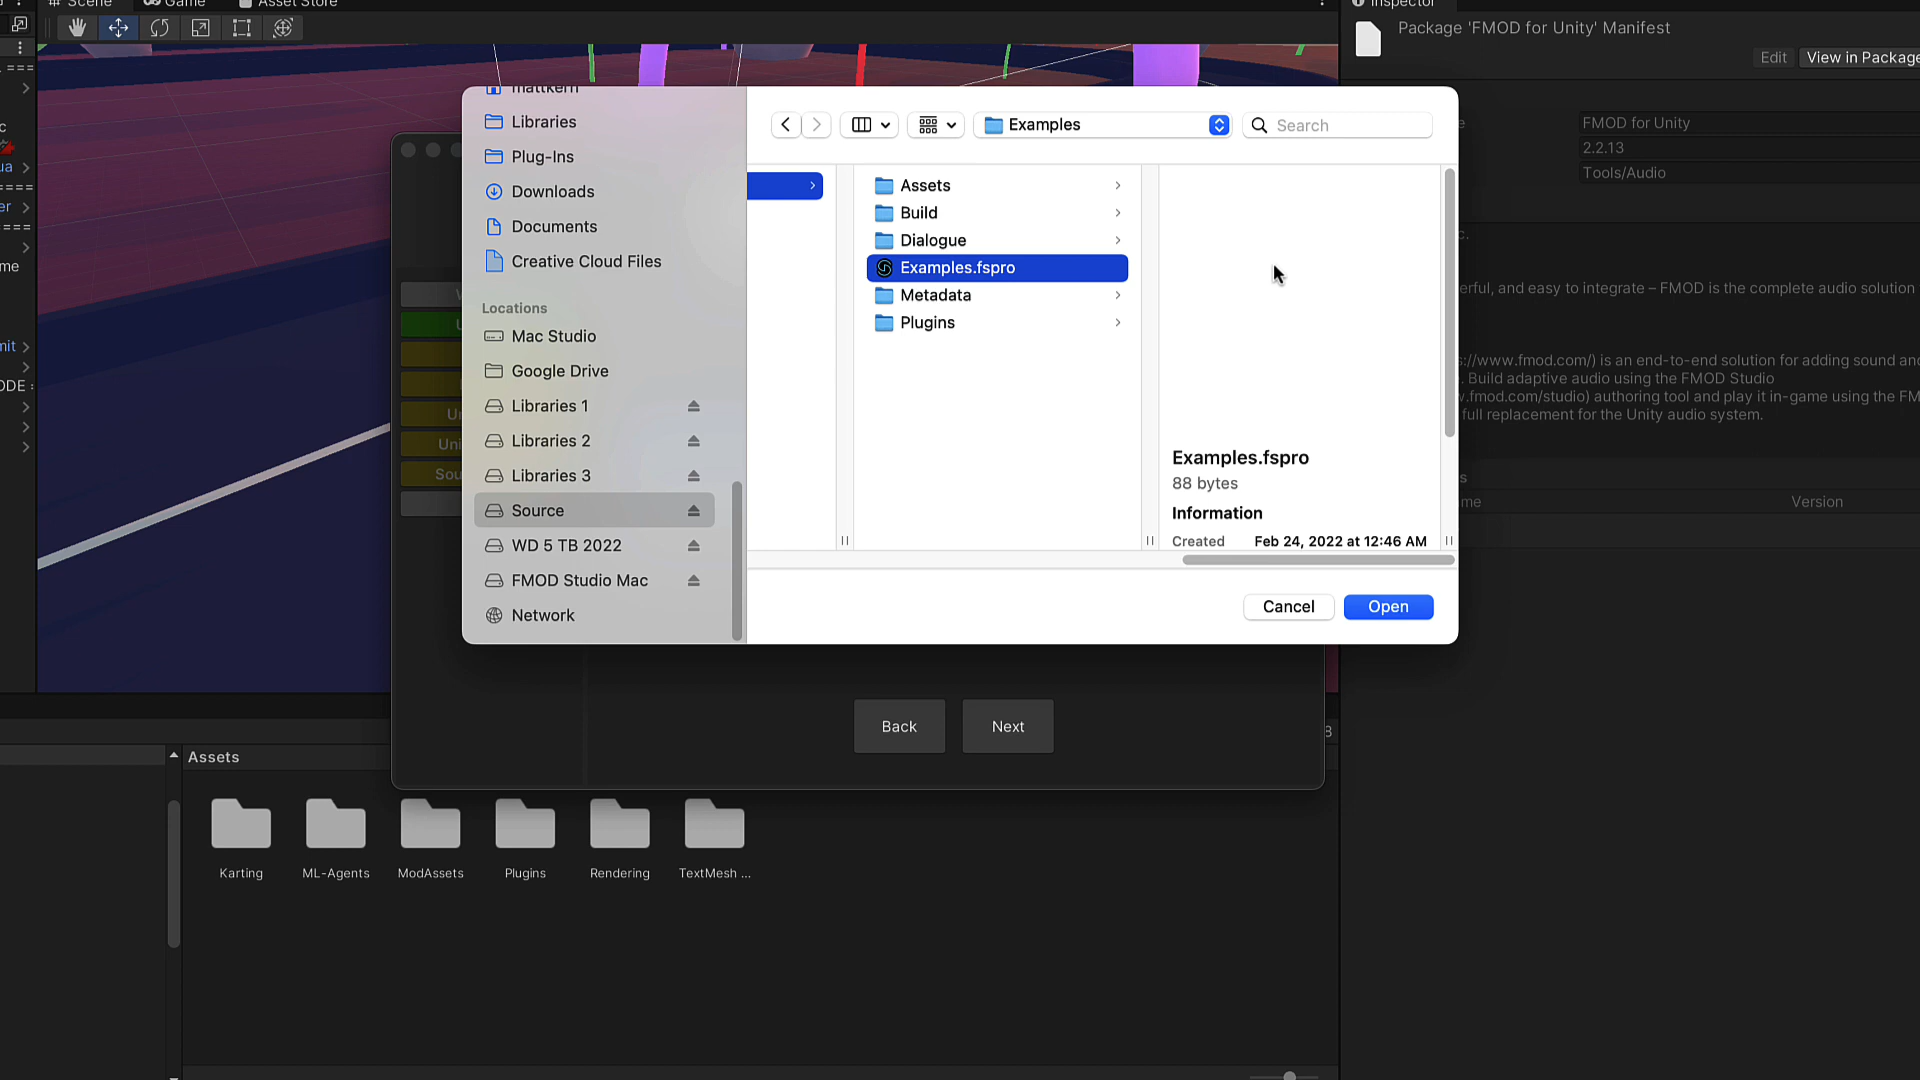 Scene
Game
Asset Store
Inspector
Package 'FMOD for Unity' Manifest
Edit
View in Package
mattkern
Libraries
Plug-Ins
Downloads
Documents
Creative Cloud Files
Locations
Mac Studio
Google Drive
Libraries 1
Libraries 2
Libraries 3
Source
WD 5 TB 2022
FMOD Studio Mac
Network
Examples
Search
Assets
Build
Dialogue
Examples.fspro
Metadata
Plugins
Examples.fspro
88 bytes
Information
Created Feb 24, 2022 at 12:46 AM
Cancel
Open
FMOD for Unity
2.2.13
Tools/Audio
erful, and easy to integrate – FMOD is the complete audio solution
s://www.fmod.com/) is an end-to-end solution for adding sound and
. Build adaptive audio using the FMOD Studio
w.fmod.com/studio) authoring tool and play it in-game using the FM
full replacement for the Unity audio system.
me
Version
Back
Next
Assets
Karting
ML-Agents
ModAssets
Plugins
Rendering
TextMesh ...